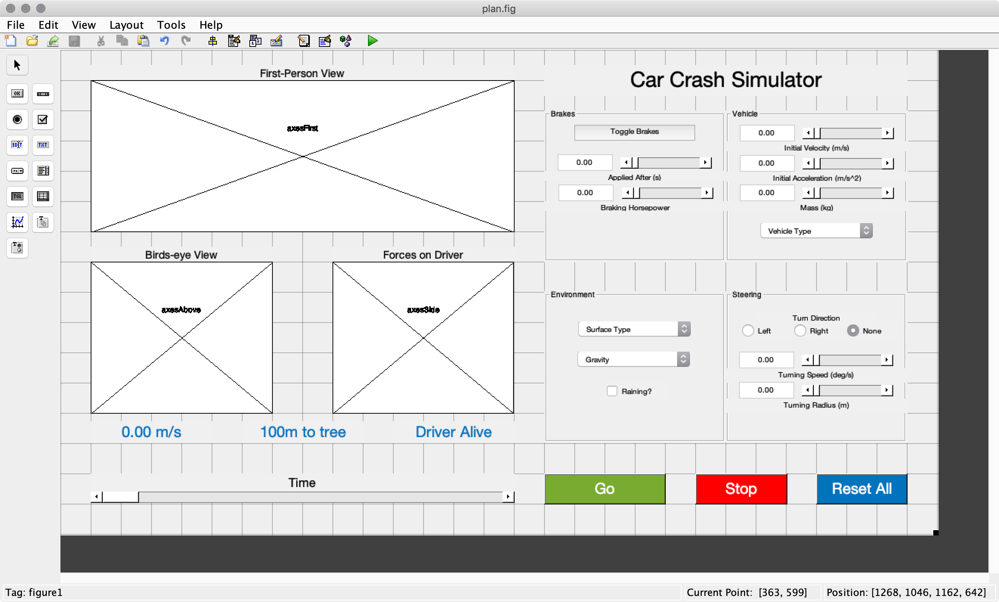 plan.fig
File Edit View Layout Tools Help
First-Person View
axesFirst
Birds-eye View
axesAbove
Forces on Driver
axesSide
0.00 m/s
100m to tree
Driver Alive
Time
Car Crash Simulator
Brakes
Toggle Brakes
0.00
Applied After (s)
0.00
Braking Horsepower
Vehicle
0.00
Initial Velocity (m/s)
0.00
Initial Acceleration (m/s^2)
0.00
Mass (kg)
Vehicle Type
Environment
Surface Type
Gravity
Raining?
Steering
Turn Direction
Left Right None
0.00
Turning Speed (deg/s)
0.00
Turning Radius (m)
Go
Stop
Reset All
OK
EDIT
TXT
TGL
Tag: figure1
Current Point: [363, 599]
Position: [1268, 1046, 1162, 642]